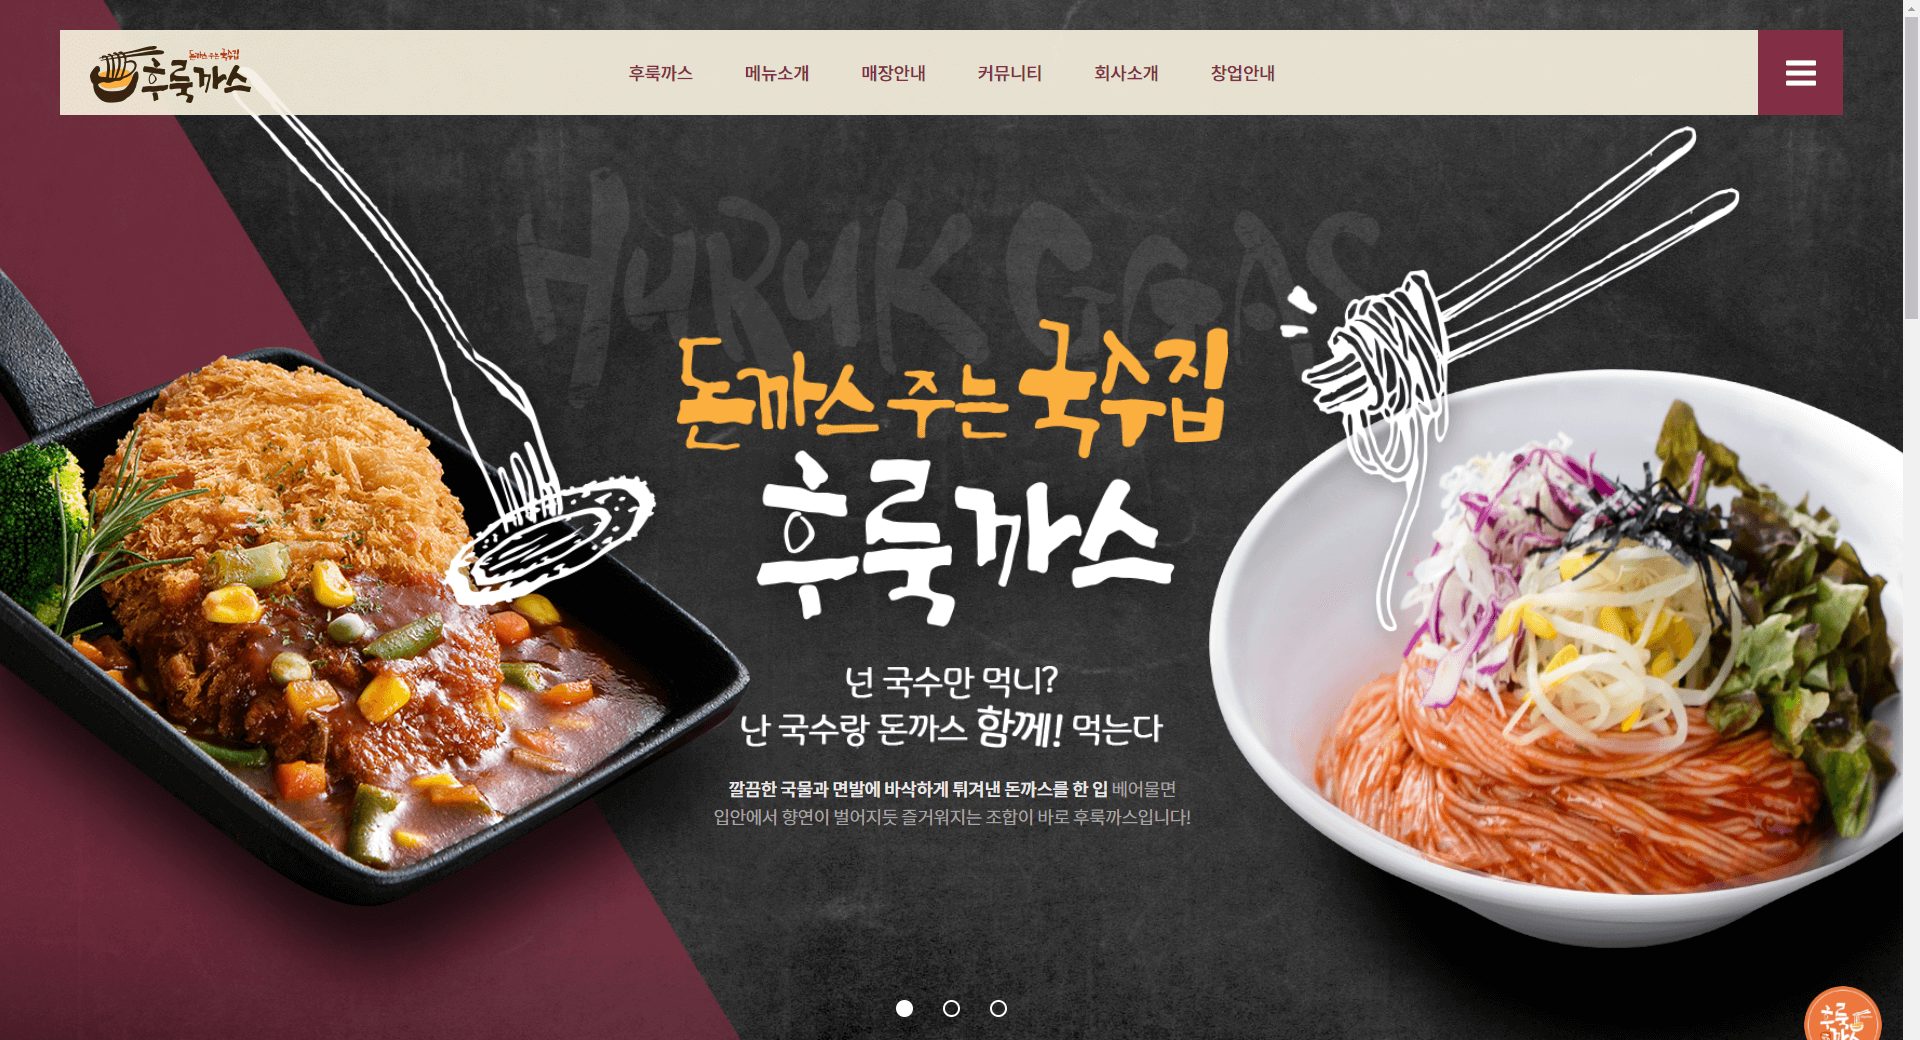 돈까스 주는 국수집
후룩까스
후룩까스 메뉴소개 매장안내 커뮤니티 회사소개 창업안내
HURUK GGAS
돈까스 주는 국수집
후룩까스
넌 국수만 먹니?
난 국수랑 돈까스 함께! 먹는다
깔끔한 국물과 면발에 바삭하게 튀겨낸 돈까스를 한 입 베어물면
입안에서 향연이 벌어지듯 즐거워지는 조합이 바로 후룩까스입니다!
후룩
까스